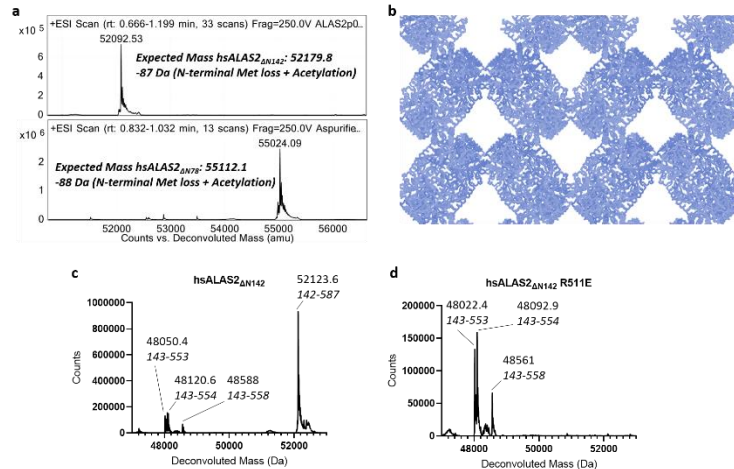 a
b
+ESI Scan (rt: 0.666-1.199 min, 33 scans) Frag=250.0V ALAS2p0..
x10 5
52092.53
6
4
2
0
Expected Mass hsALAS2ΔN142: 52179.8
-87 Da (N-terminal Met loss + Acetylation)
+ESI Scan (rt: 0.832-1.032 min, 13 scans) Frag=250.0V Aspurifie..
x10 6
55024.09
2
1
0
Expected Mass hsALAS2ΔN78: 55112.1
-88 Da (N-terminal Met loss + Acetylation)
52000 53000 54000 55000 56000
Counts vs. Deconvoluted Mass (amu)
c
hsALAS2ΔN142
52123.6
142-587
1000000
800000
600000
400000
200000
0
Counts
48050.4
143-553
48120.6
143-554
48588
143-558
48000 50000 52000
Deconvoluted Mass (Da)
d
hsALAS2ΔN142 R511E
200000
150000
100000
50000
0
Counts
48022.4
143-553
48092.9
143-554
48561
143-558
48000 50000 52000
Deconvoluted Mass (Da)